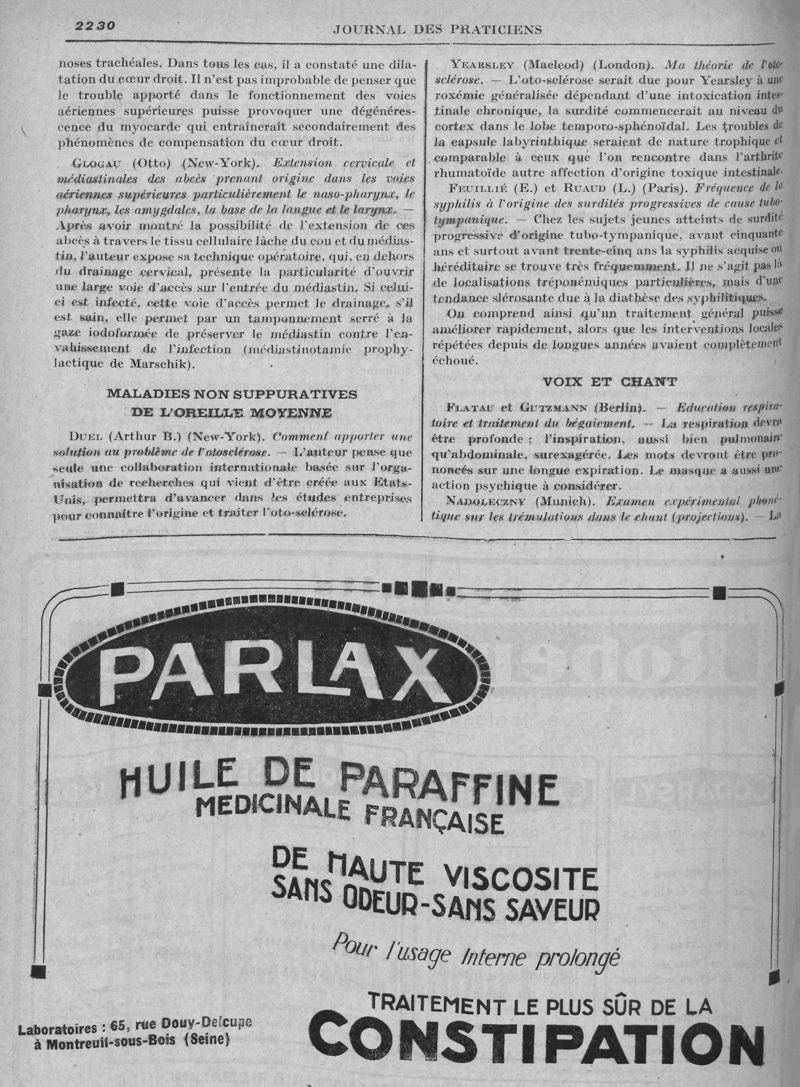 2230
JOURNAL DES PRATICIENS
noses trachéales. Dans tous les cas, il a constaté une dila-
tation du cœur droit. Il n'est pas improbable de penser que
le trouble apporté dans le fonctionnement des voies
aériennes supérieures puisse provoquer une dégénéres-
cence du myocarde qui entraînerait secondairement des
phénomènes de compensation du cœur droit.
GLOGAU (Otto) (New-York). Extension cervicale et
médiastinales des abcès prenant origine dans les voies
aériennes supérieures particulièrement le naso-pharynx, le
pharynx, les amygdales, la base de la langue et le larynx. —
Après avoir montré la possibilité de l'extension de ces
abcès à travers le tissu cellulaire lâche du cou et du médias-
tin, l'auteur expose sa technique opératoire, qui, en dehors
du drainage cervical, présente la particularité d'ouvrir
une large voie d'accès sur l'entrée du médiastin. Si celui-
ci est infecté, cette voie d'accès permet le drainage, s'il
est sain, elle permet par un tamponnement serré à la
gaze iodoformée de préserver le médiastin contre l'en-
vahissement de l'infection (médiastinotamie prophy-
lactique de Marschik).
MALADIES NON SUPPURATIVES
DE L'OREILLE MOYENNE
DUEL (Arthur B.) (New-York). Comment apporter une
solution au problème de l'otosclérose. — L'auteur pense que
seule une collaboration internationale basée sur l'orga-
nisation de recherches qui vient d'être créée aux Etats-
Unis, permettra d'avancer dans les études entreprises
pour connaître l'origine et traiter l'oto-sclérose.
YEARSLEY (Macleod) (London). Ma théorie de l'oto-
sclérose. — L'oto-sclérose serait due pour Yearsley à une
roxémie généralisée dépendant d'une intoxication intes-
tinale chronique, la surdité commencerait au niveau du
cortex dans le lobe temporo-sphénoïdal. Les troubles de
la capsule labyrinthique seraient de nature trophique et
comparable à ceux que l'on rencontre dans l'arthrite
rhumatoïde autre affection d'origine toxique intestinale.
FEUILLIÉ (E.) et RUAUD (L.) (Paris). Fréquence de la
syphilis à l'origine des surdités progressives de cause tubo-
tympanique. — Chez les sujets jeunes atteints de surdité
progressive d'origine tubo-tympanique, avant cinquante
ans et surtout avant trente-cinq ans la syphilis acquise ou
héréditaire se trouve très fréquemment. Il ne s'agit pas là
de localisations tréponémiques particulières, mais d'une
tendance sclérosante due à la diathèse des syphilitiques.
On comprend ainsi qu'un traitement général puisse
améliorer rapidement, alors que les interventions locales
répétées depuis de longues années avaient complètement
échoué.
VOIX ET CHANT
FLATAU et GUTZMANN (Berlin). — Education respira-
toire et traitement du bégaiement. — La respiration devra
être profonde ; l'inspiration, aussi bien pulmonaire
qu'abdominale, surexagérée. Les mots devront être pro-
noncés sur une longue expiration. Le masque a aussi une
action psychique à considérer.
NADOLECZNY (Munich). Examen expérimental phoné-
tique sur les trémulations dans le chant (projections). — La
PARLAX
HUILE DE PARAFFINE
MEDICINALE FRANÇAISE
DE HAUTE VISCOSITE
SANS ODEUR-SANS SAVEUR
Pour l'usage Interne prolongé
TRAITEMENT LE PLUS SÛR DE LA
CONSTIPATION
Laboratoires : 65, rue Douy-Delcupe
à Montreuil-sous-Bois (Seine)